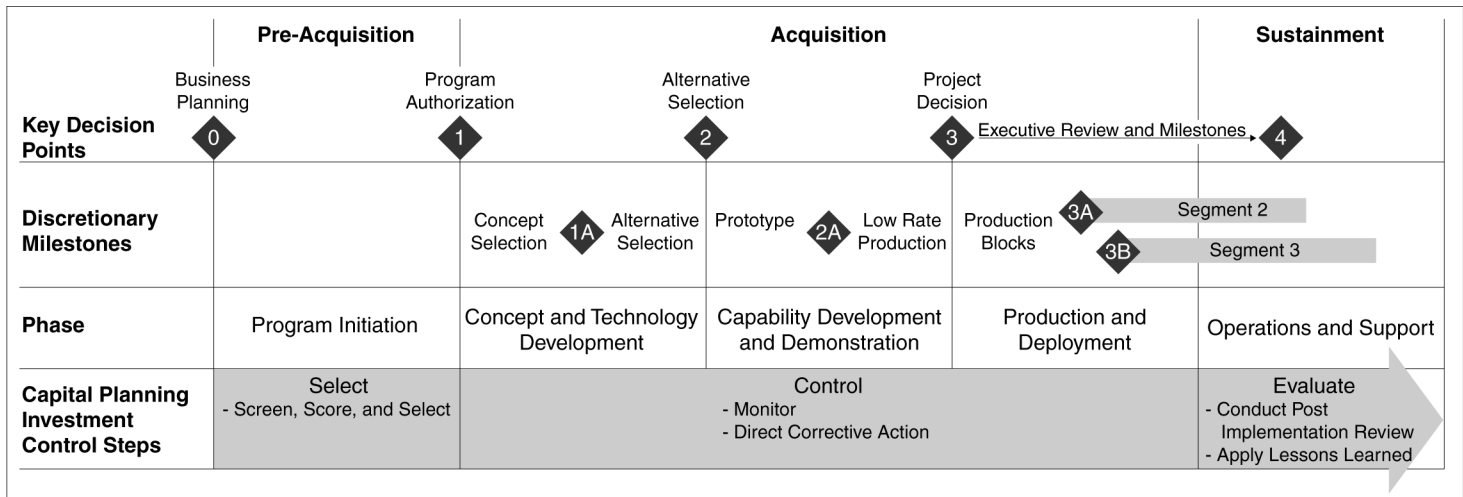 Pre-Acquisition
Acquisition
Sustainment
Business
Planning
Program
Authorization
Alternative
Selection
Project
Decision
Key Decision
Points
0
1
2
3
Executive Review and Milestones
4
Discretionary
Milestones
Concept
Selection
1A
Alternative
Selection
Prototype
2A
Low Rate
Production
Production
Blocks
3A
Segment 2
3B
Segment 3
Phase
Program Initiation
Concept and Technology
Development
Capability Development
and Demonstration
Production and
Deployment
Operations and Support
Capital Planning
Investment
Control Steps
Select
- Screen, Score, and Select
Control
- Monitor
- Direct Corrective Action
Evaluate
- Conduct Post
Implementation Review
- Apply Lessons Learned